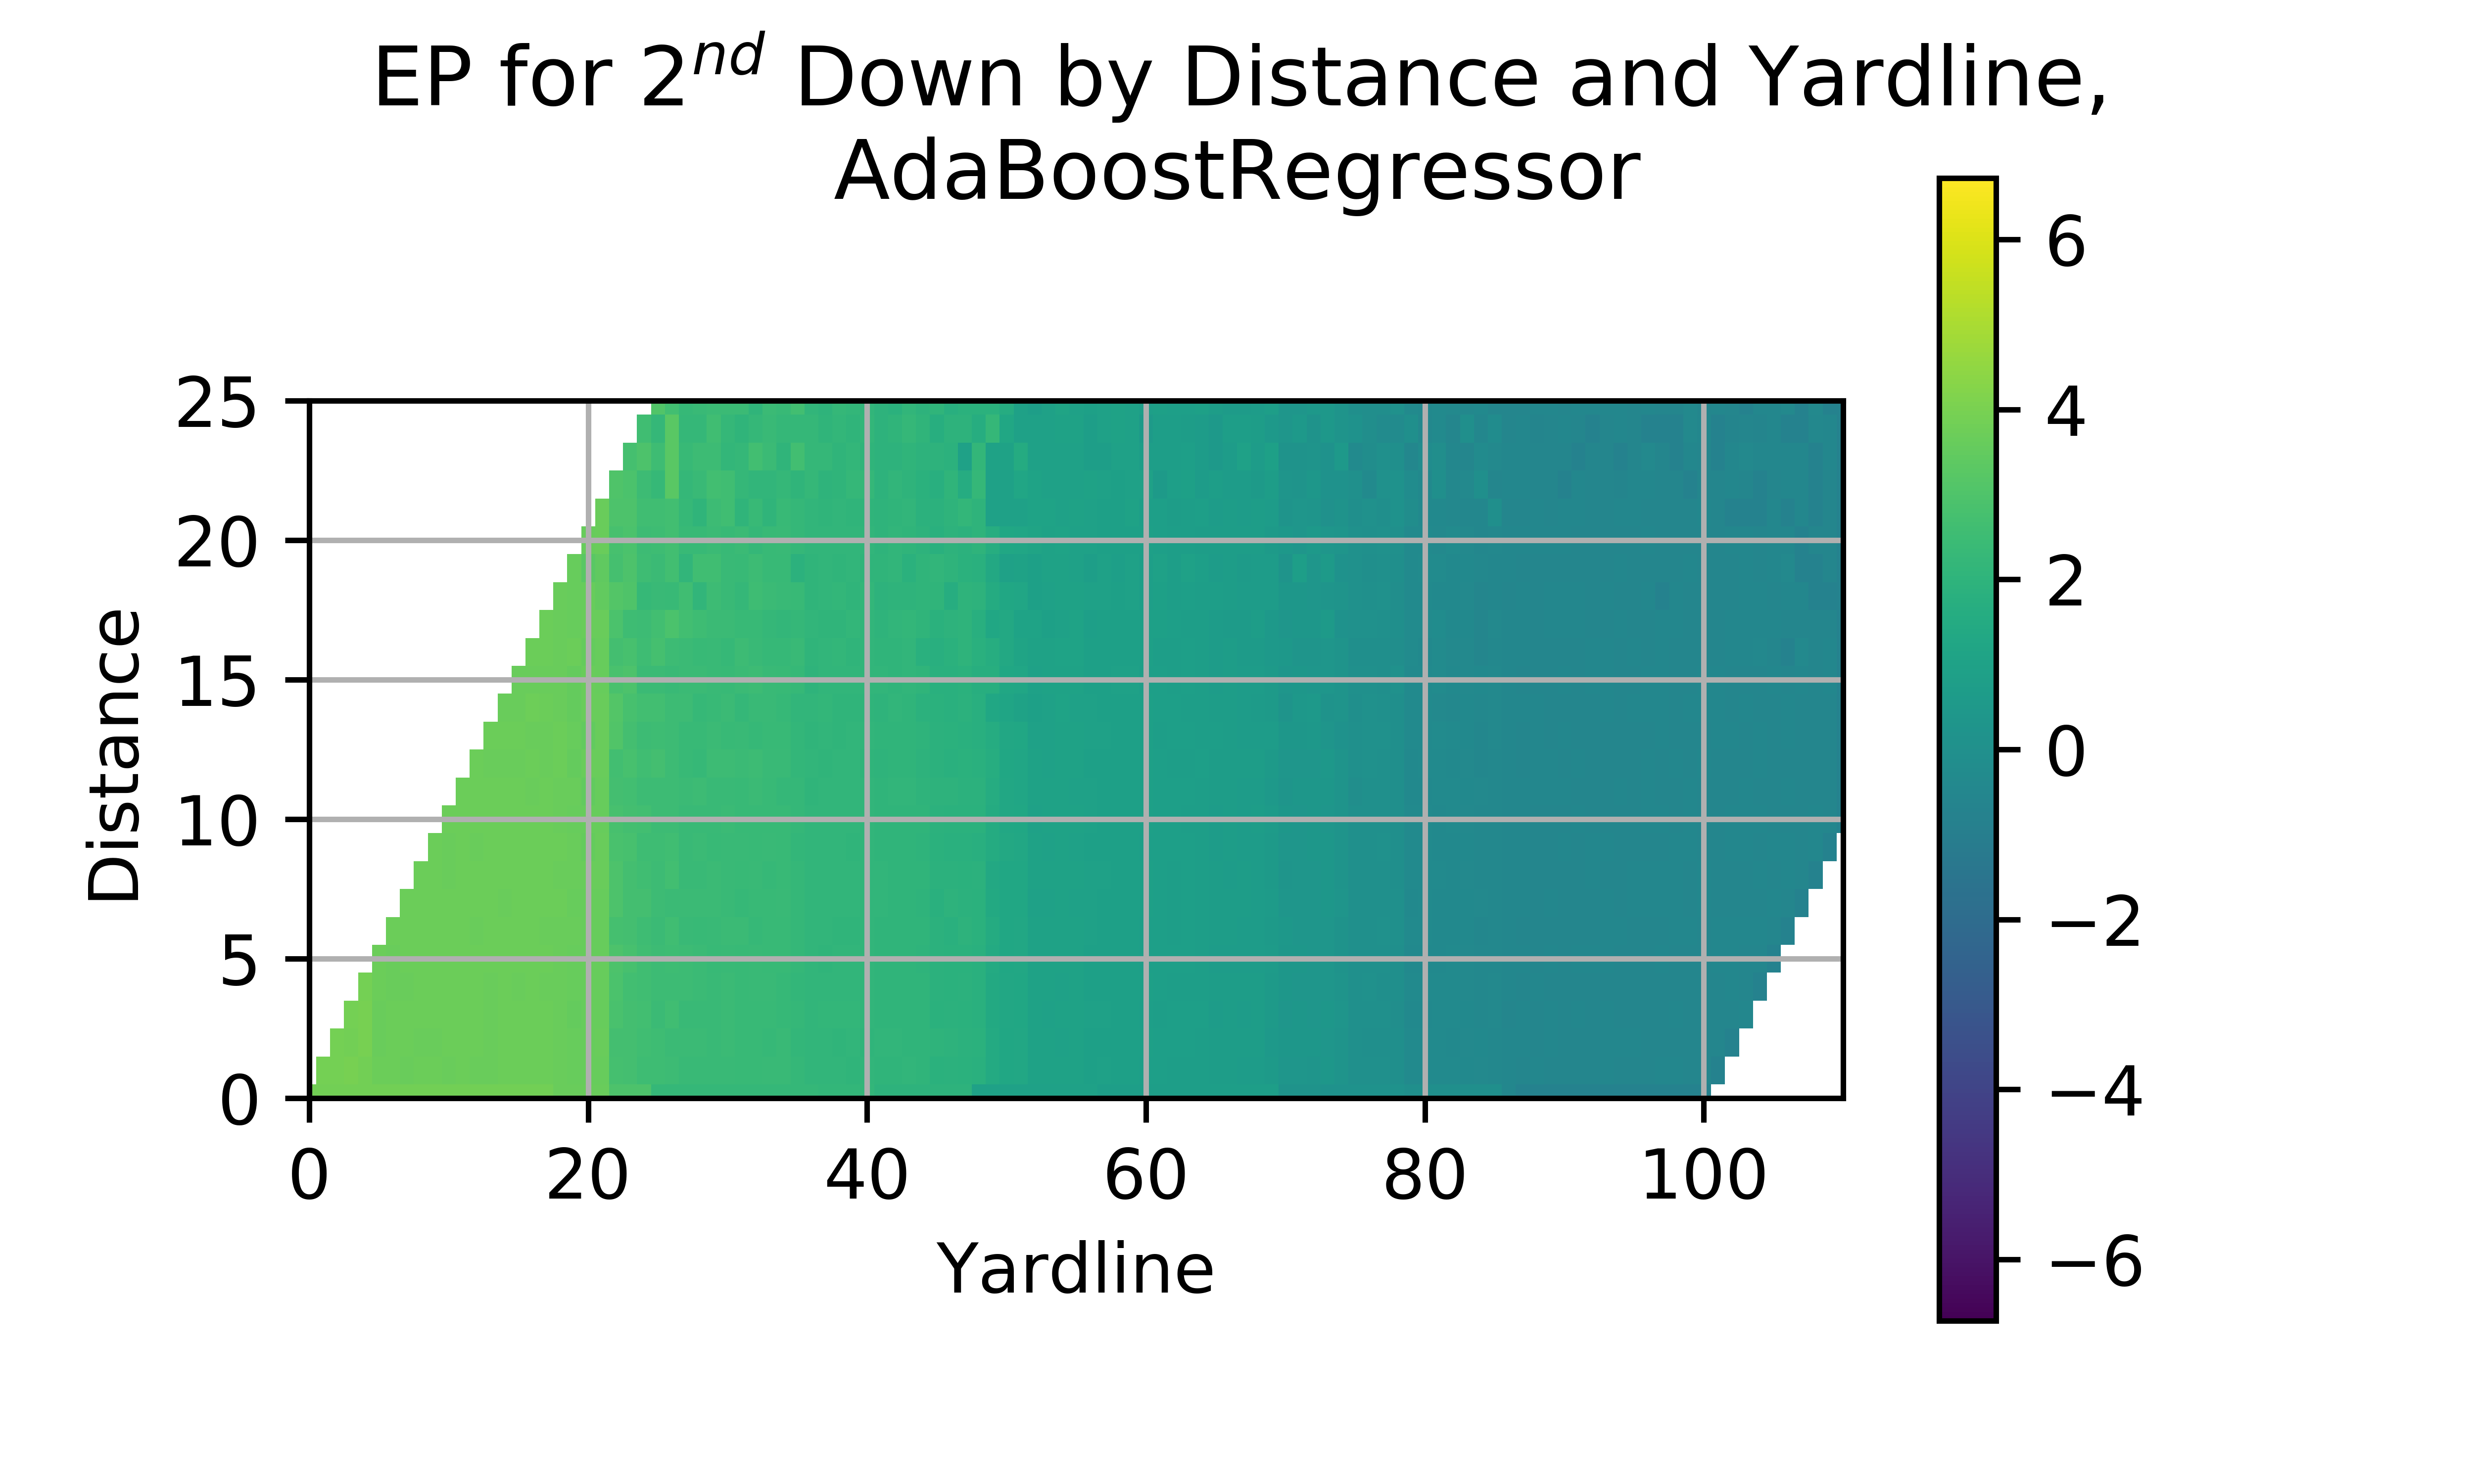 EP for 2nd Down by Distance and Yardline,
AdaBoostRegressor
25
20
15
10
5
0
Distance
0 20 40 60 80 100
Yardline
6
4
2
0
−2
−4
−6